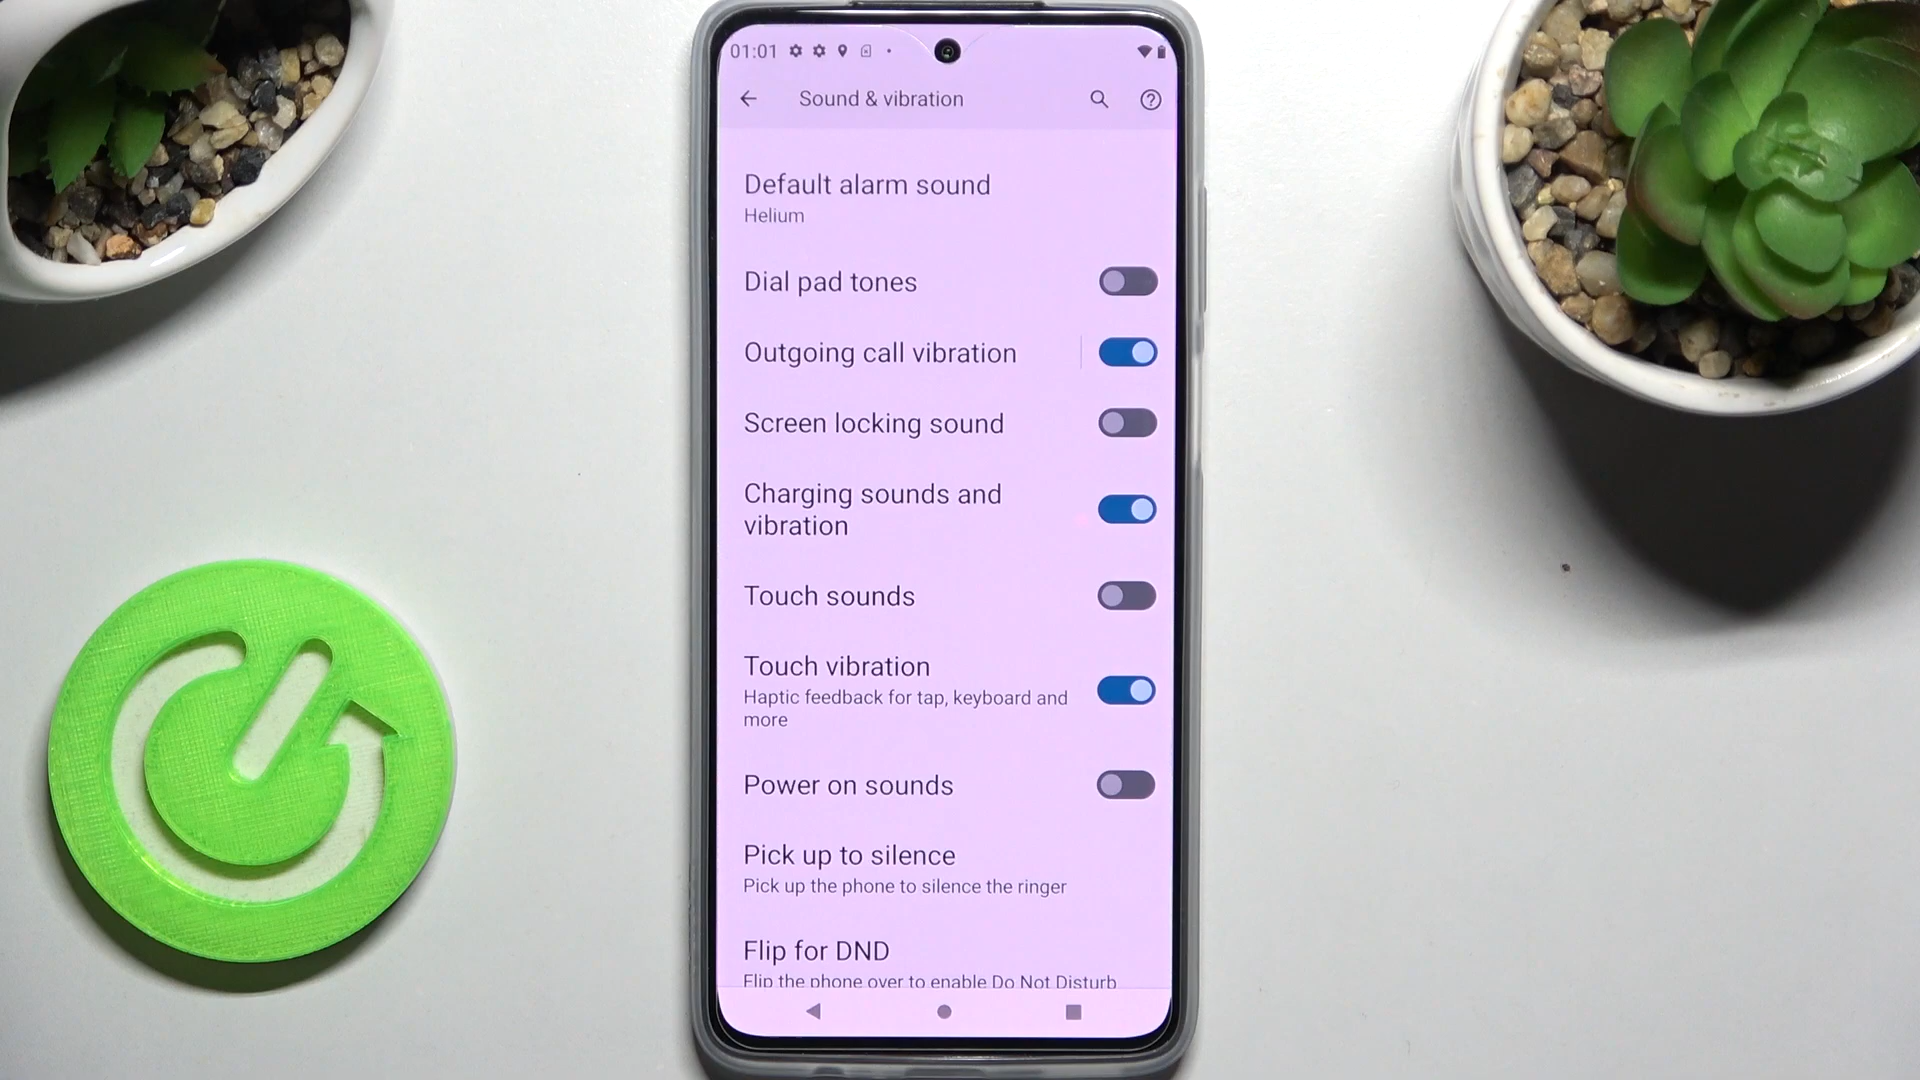 01:01
Sound & vibration
Default alarm sound
Helium
Dial pad tones
Outgoing call vibration
Screen locking sound
Charging sounds and
vibration
Touch sounds
Touch vibration
Haptic feedback for tap, keyboard and
more
Power on sounds
Pick up to silence
Pick up the phone to silence the ringer
Flip for DND
Flip the phone over to enable Do Not Disturb